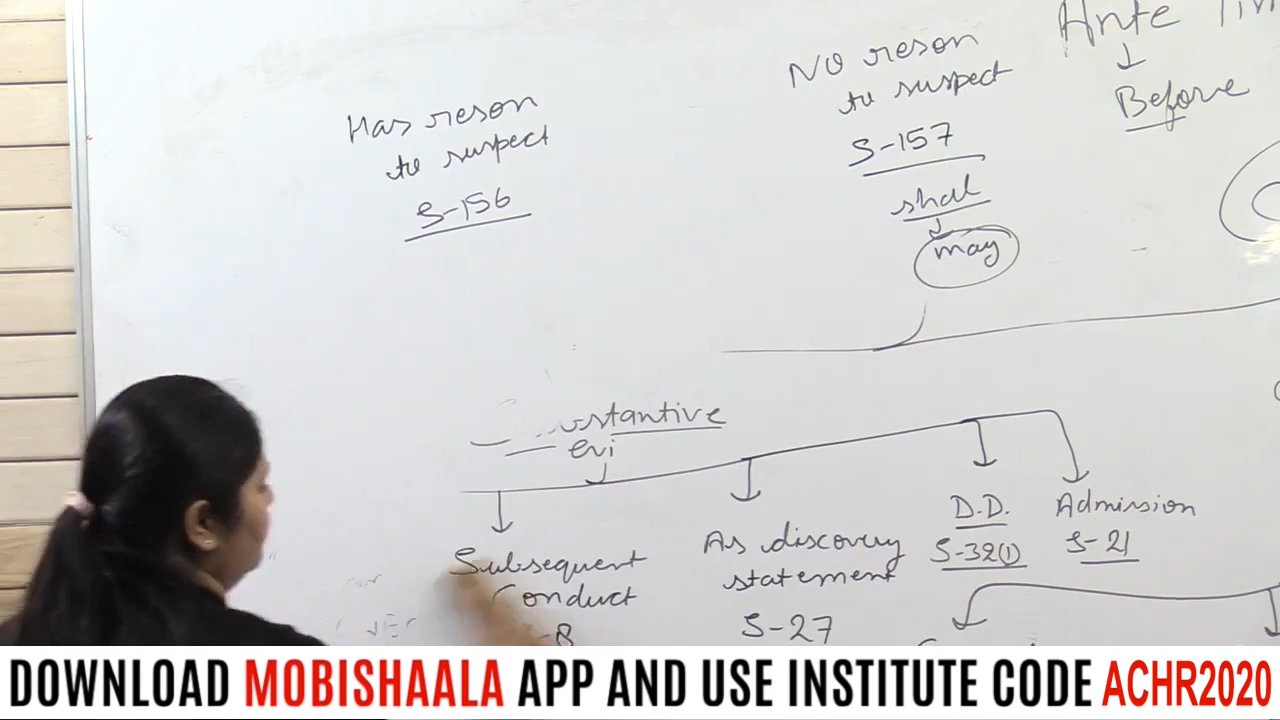 Has reson
to suspect
S-156
No reson
to suspect
S-157
shal
may
Ante
Before
evi
Subsequent
Conduct
As discovery
statement
S-27
D.D.
S-32(1)
Admission
S-21
DOWNLOAD MOBISHAALA APP AND USE INSTITUTE CODE ACHR2020